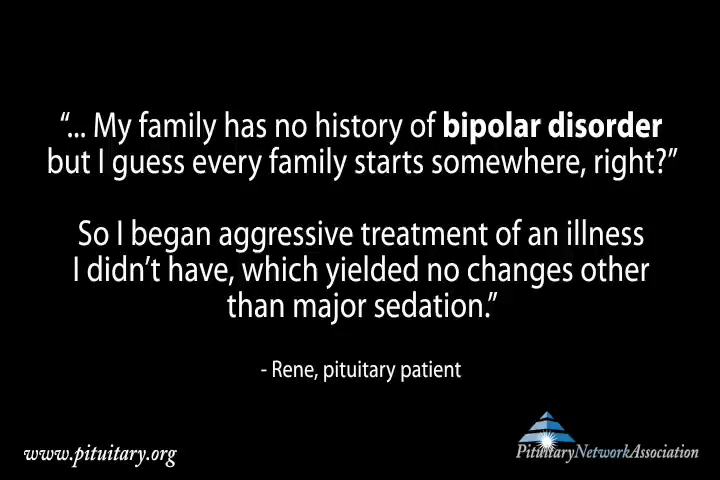 “... My family has no history of bipolar disorder
but I guess every family starts somewhere, right?”
So I began aggressive treatment of an illness
I didn’t have, which yielded no changes other
than major sedation.”
- Rene, pituitary patient
www.pituitary.org
PituitaryNetworkAssociation